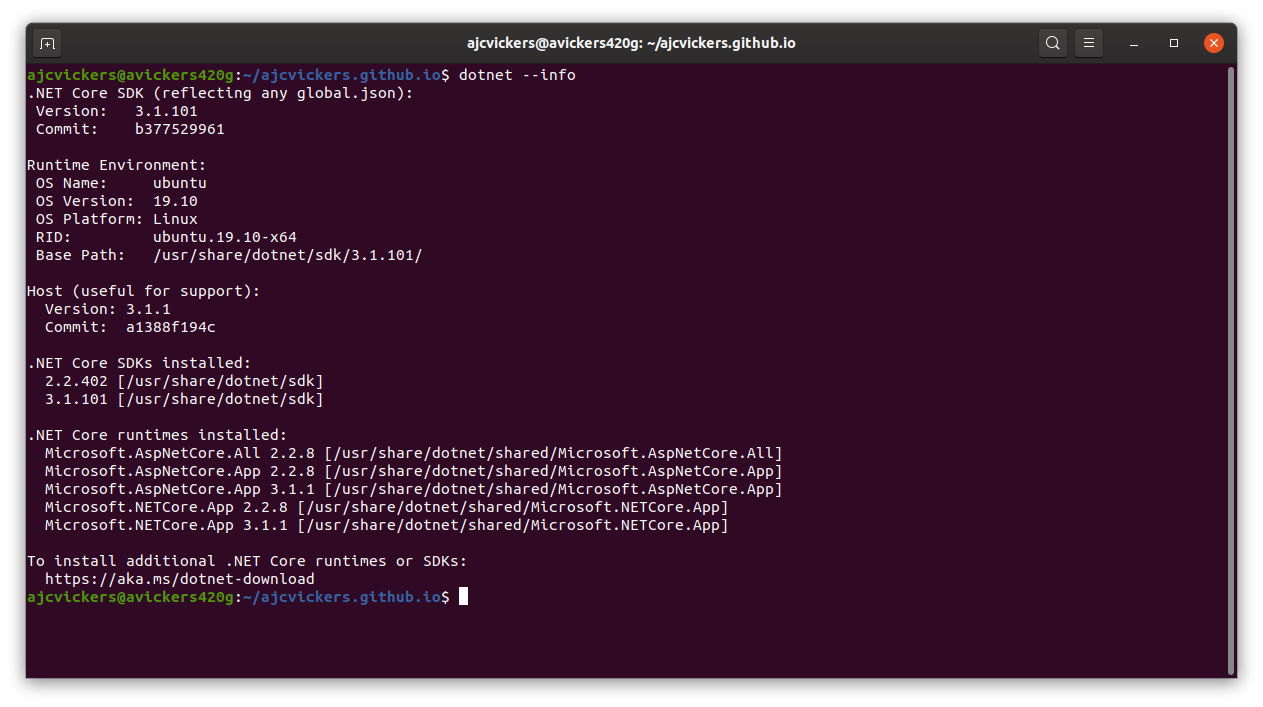 ajcvickers@avickers420g: ~/ajcvickers.github.io
ajcvickers@avickers420g:~/ajcvickers.github.io$ dotnet --info
.NET Core SDK (reflecting any global.json):
 Version:   3.1.101
 Commit:    b377529961

Runtime Environment:
 OS Name:     ubuntu
 OS Version:  19.10
 OS Platform: Linux
 RID:         ubuntu.19.10-x64
 Base Path:   /usr/share/dotnet/sdk/3.1.101/

Host (useful for support):
  Version: 3.1.1
  Commit:  a1388f194c

.NET Core SDKs installed:
  2.2.402 [/usr/share/dotnet/sdk]
  3.1.101 [/usr/share/dotnet/sdk]

.NET Core runtimes installed:
  Microsoft.AspNetCore.All 2.2.8 [/usr/share/dotnet/shared/Microsoft.AspNetCore.All]
  Microsoft.AspNetCore.App 2.2.8 [/usr/share/dotnet/shared/Microsoft.AspNetCore.App]
  Microsoft.AspNetCore.App 3.1.1 [/usr/share/dotnet/shared/Microsoft.AspNetCore.App]
  Microsoft.NETCore.App 2.2.8 [/usr/share/dotnet/shared/Microsoft.NETCore.App]
  Microsoft.NETCore.App 3.1.1 [/usr/share/dotnet/shared/Microsoft.NETCore.App]

To install additional .NET Core runtimes or SDKs:
  https://aka.ms/dotnet-download
ajcvickers@avickers420g:~/ajcvickers.github.io$